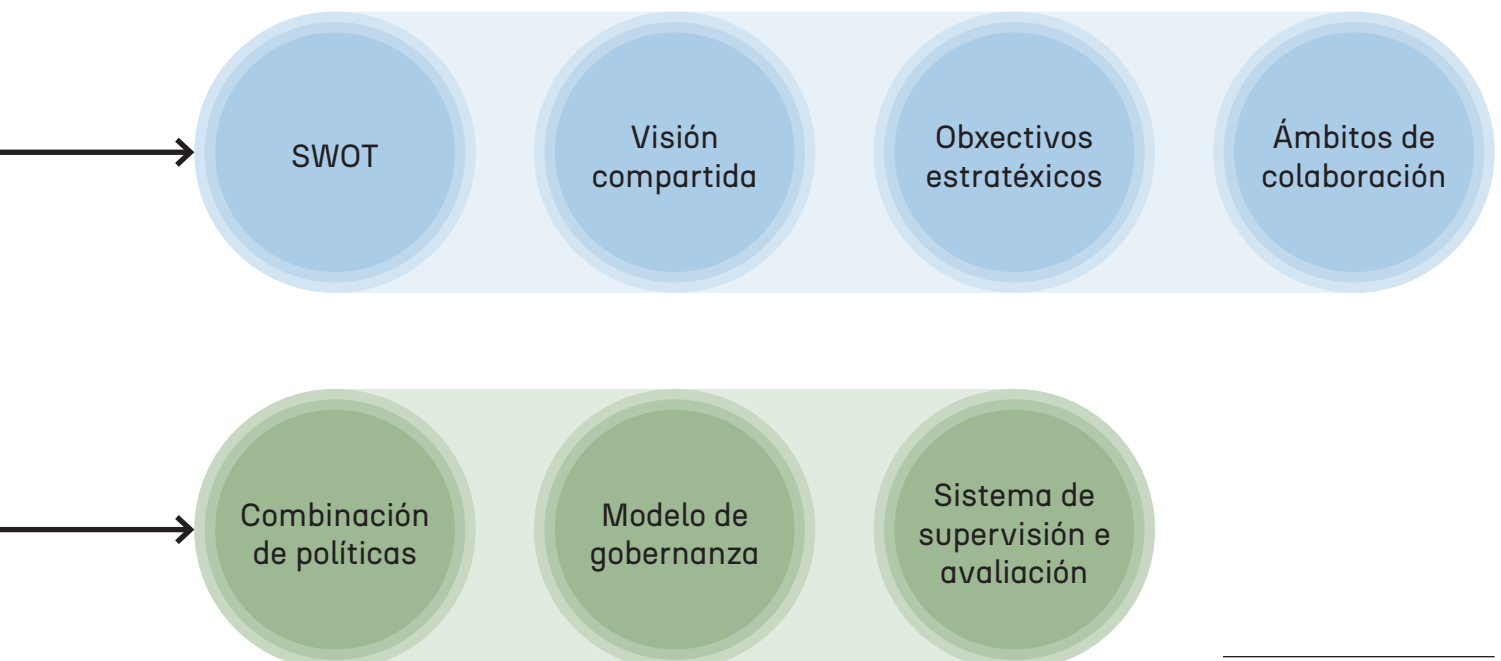 SWOT
Visión
compartida
Obxectivos
estratéxicos
Ámbitos de
colaboración
Combinación
de políticas
Modelo de
gobernanza
Sistema de
supervisión e
avaliación